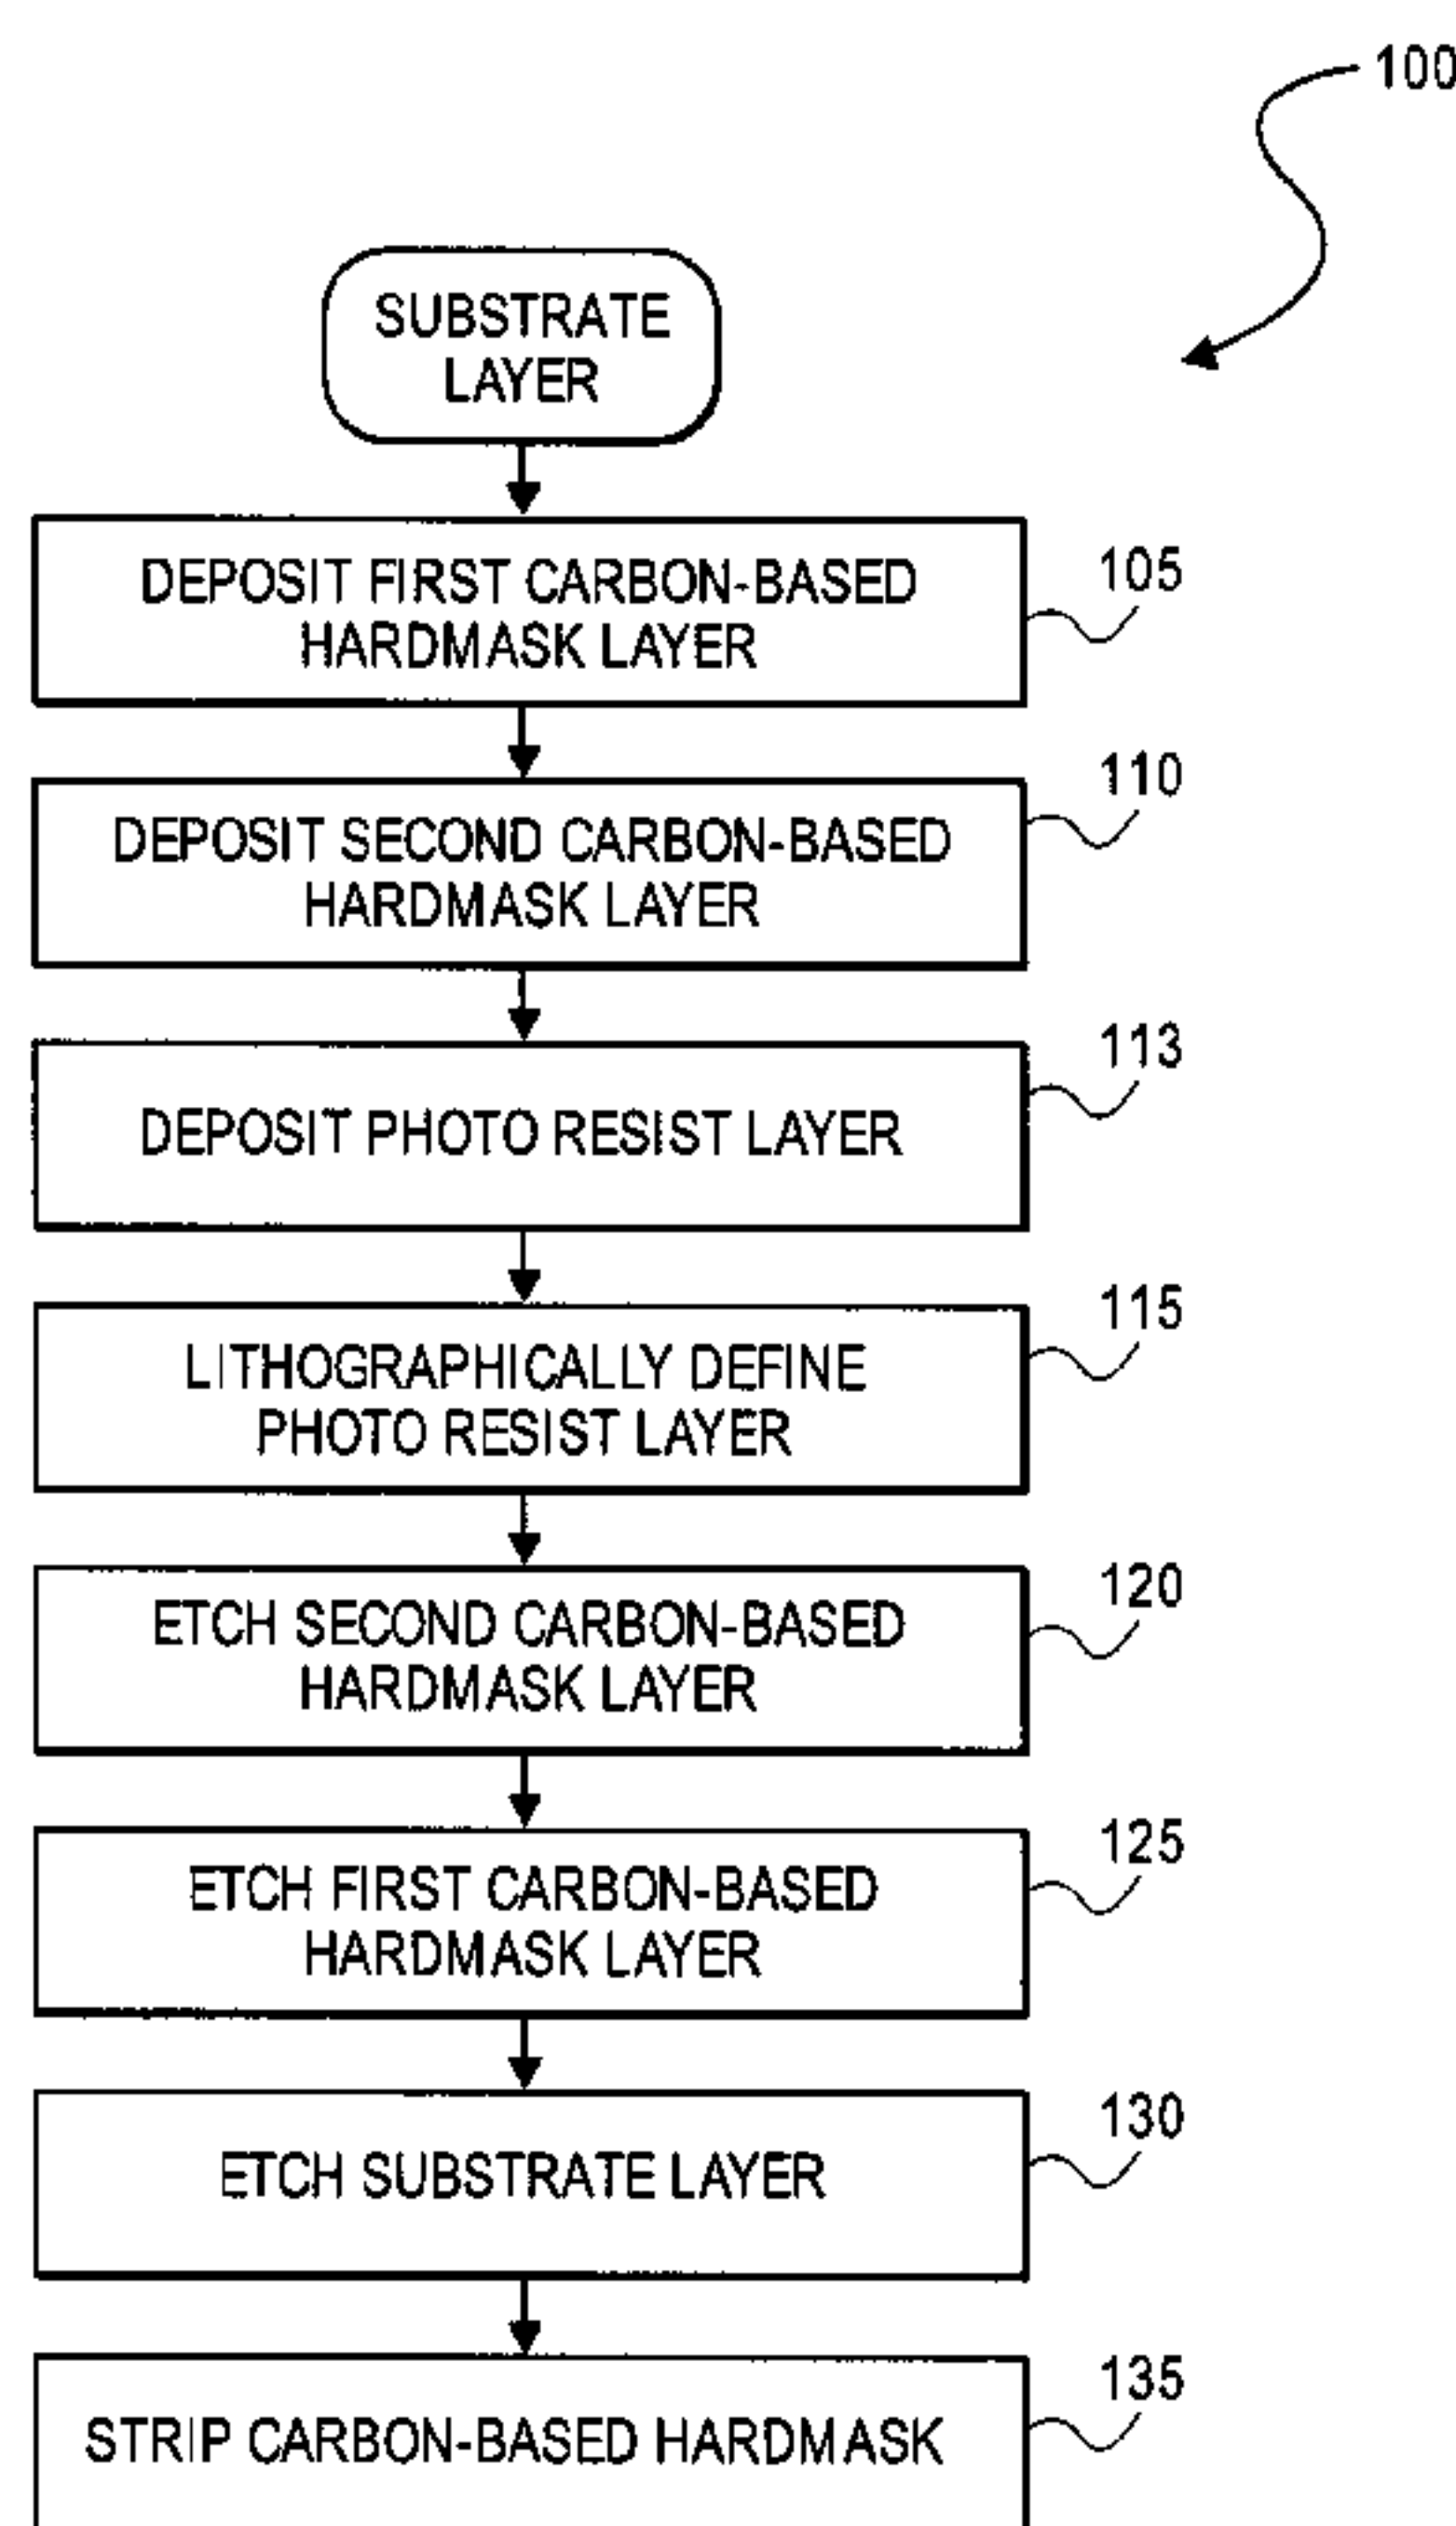 100
SUBSTRATE
LAYER
DEPOSIT FIRST CARBON-BASED
HARDMASK LAYER
105
DEPOSIT SECOND CARBON-BASED
HARDMASK LAYER
110
DEPOSIT PHOTO RESIST LAYER
113
LITHOGRAPHICALLY DEFINE
PHOTO RESIST LAYER
115
ETCH SECOND CARBON-BASED
HARDMASK LAYER
120
ETCH FIRST CARBON-BASED
HARDMASK LAYER
125
ETCH SUBSTRATE LAYER
130
STRIP CARBON-BASED HARDMASK
135